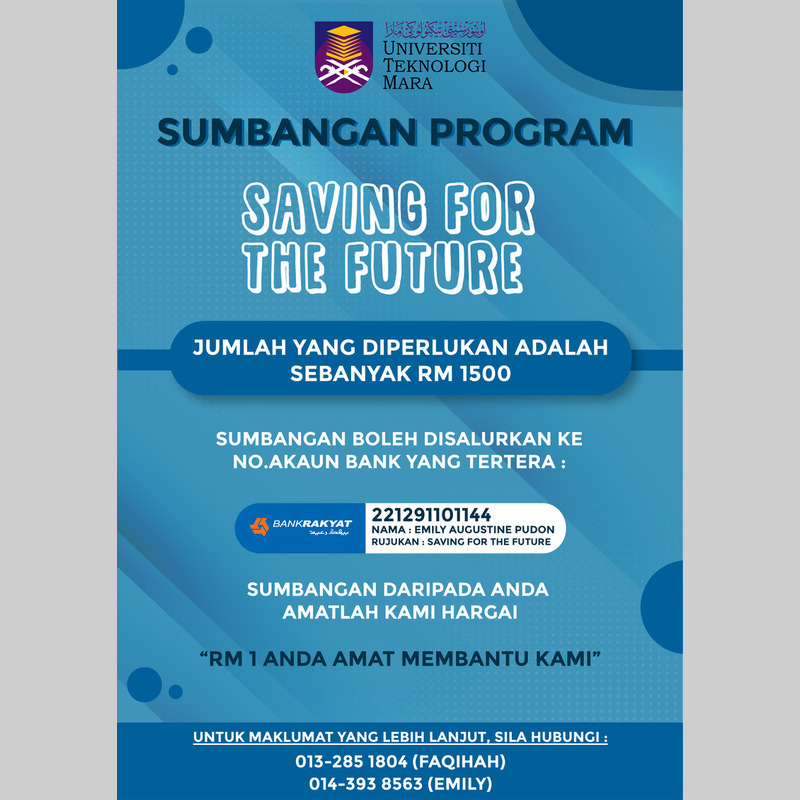 اونيۏرسيتي تيكنولوݢي مارا
UNIVERSITI
TEKNOLOGI
MARA
SUMBANGAN PROGRAM
SAVING FOR
THE FUTURE
JUMLAH YANG DIPERLUKAN ADALAH
SEBANYAK RM 1500
SUMBANGAN BOLEH DISALURKAN KE
NO.AKAUN BANK YANG TERTERA :
BANKRAKYAT
221291101144
NAMA : EMILY AUGUSTINE PUDON
RUJUKAN : SAVING FOR THE FUTURE
SUMBANGAN DARIPADA ANDA
AMATLAH KAMI HARGAI
“RM 1 ANDA AMAT MEMBANTU KAMI”
UNTUK MAKLUMAT YANG LEBIH LANJUT, SILA HUBUNGI :
013-285 1804 (FAQIHAH)
014-393 8563 (EMILY)